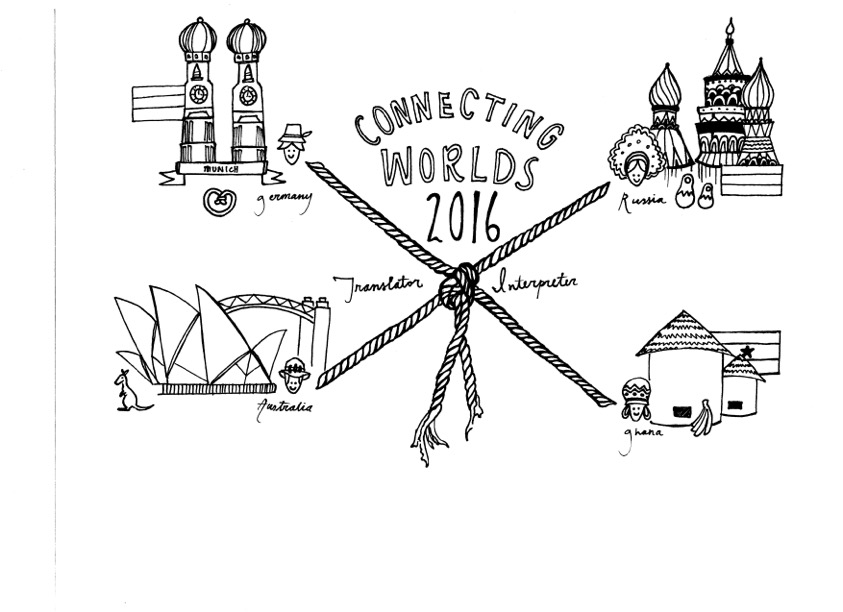 CONNECTING
WORLDS
2016
MUNICH
germany
Russia
Translator Interpreter
Australia
ghana